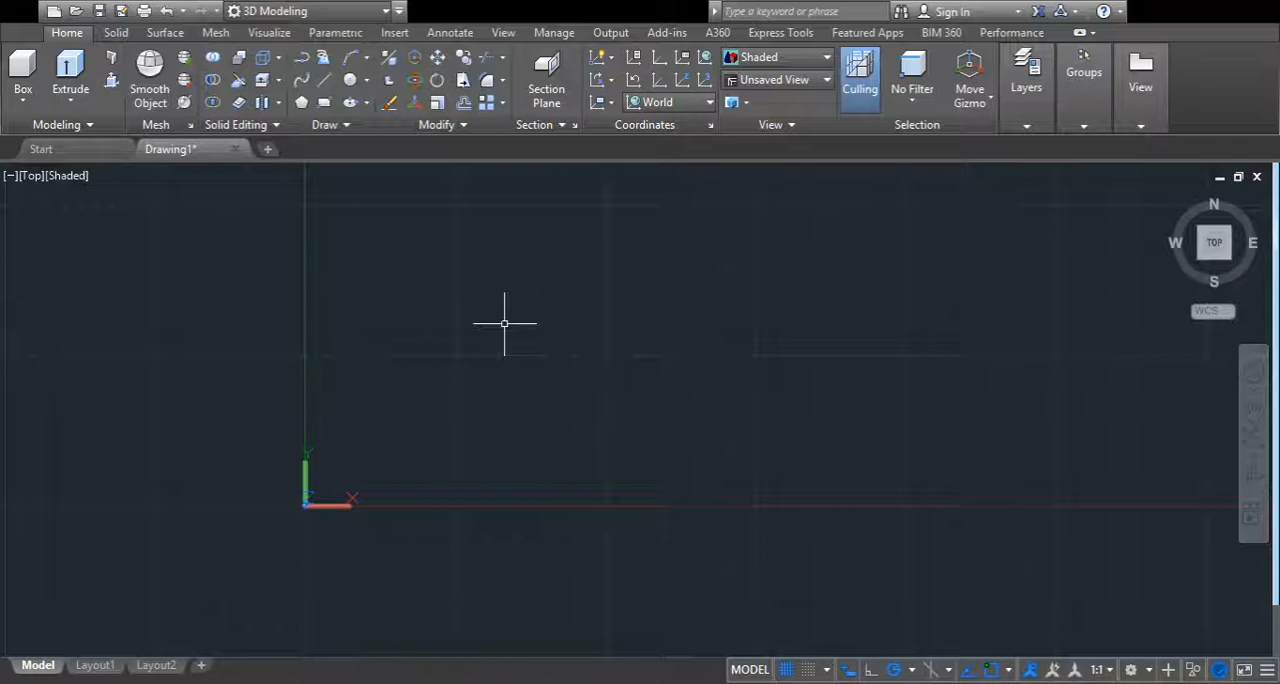 3D Modeling
Type a keyword or phrase
Sign In
Home Solid Surface Mesh Visualize Parametric Insert Annotate View Manage Output Add-ins A360 Express Tools Featured Apps BIM 360 Performance
Box
Extrude
Smooth Object
Section Plane
Shaded
Unsaved View
World
Culling
No Filter
Move Gizmo
Layers
Groups
View
Modeling Mesh Solid Editing Draw Modify Section Coordinates View Selection
Start Drawing1*
[−][Top][Shaded]
N
W TOP E
S
WCS
Y
Z X
Model Layout1 Layout2
MODEL 1:1